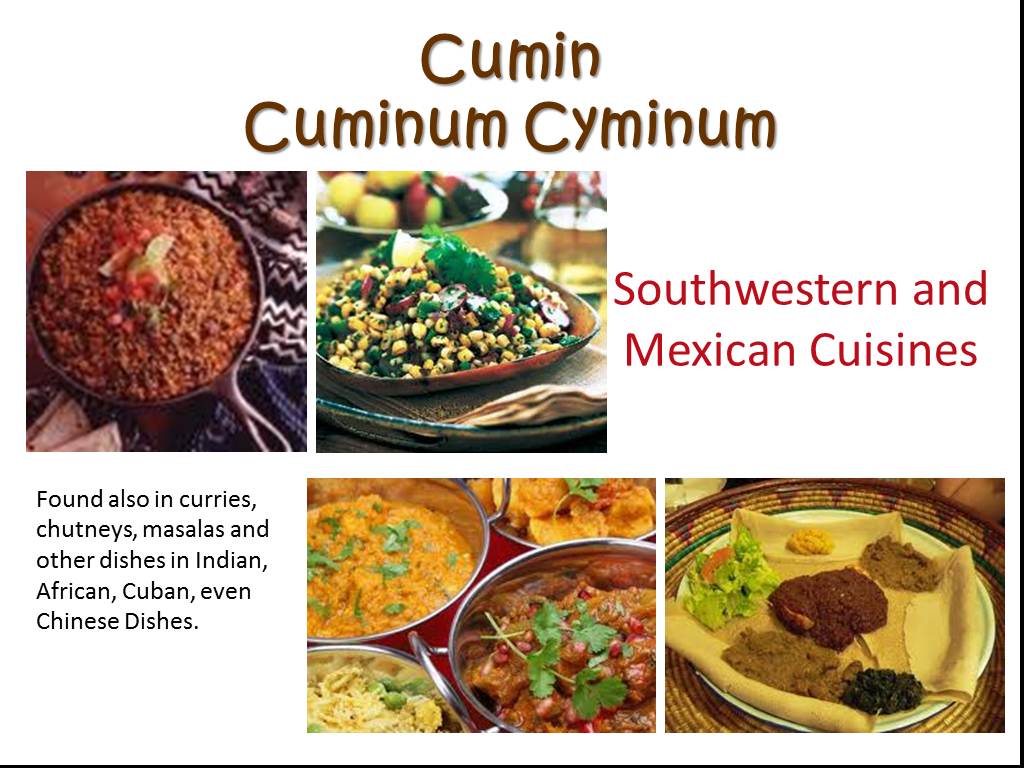 Cumin
Cuminum Cyminum
Southwestern and
Mexican Cuisines
Found also in curries,
chutneys, masalas and
other dishes in Indian,
African, Cuban, even
Chinese Dishes.